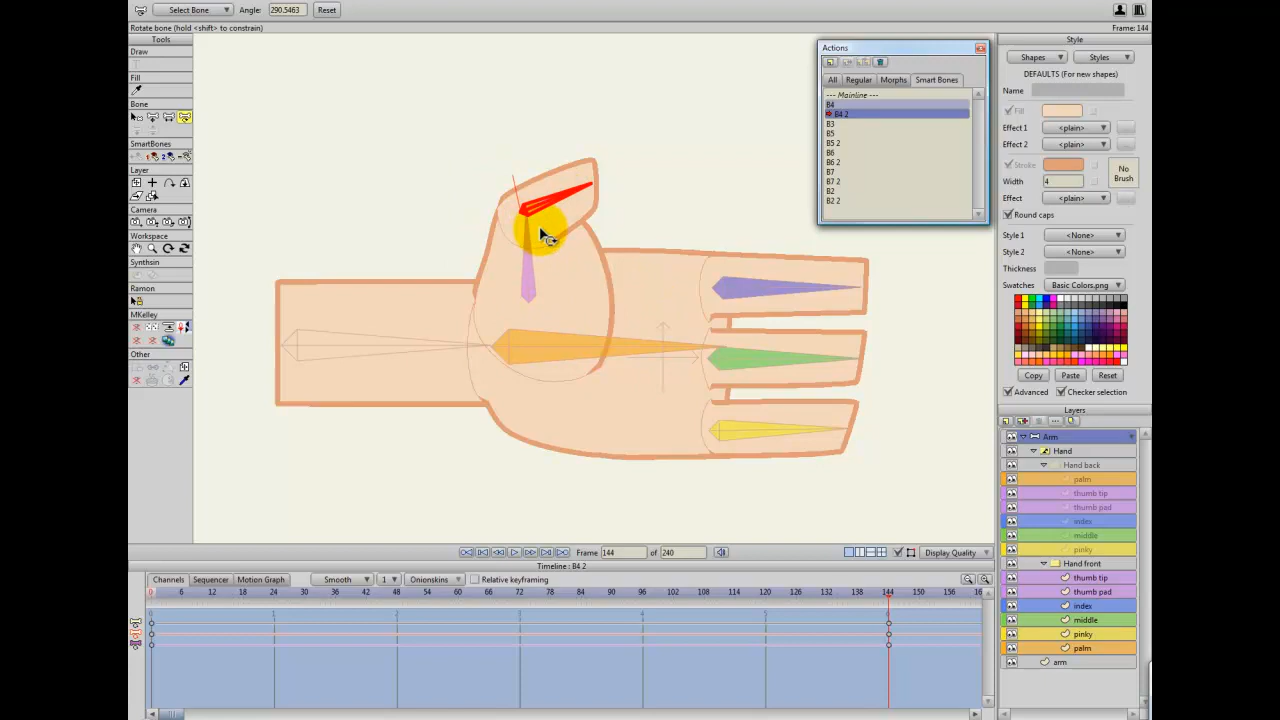 Select Bone
Angle:
290.5463
Reset
Rotate bone (hold <shift> to constrain)
Frame: 144
Tools
Draw
Fill
Bone
SmartBones
Layer
Camera
Workspace
Synthsin
Ramon
MKelley
Other
Actions
All
Regular
Morphs
Smart Bones
--- Mainline ---
B4
B4 2
B3
B5
B5 2
B6
B6 2
B7
B7 2
B2
B2 2
Style
Shapes
Styles
DEFAULTS (For new shapes)
Name
Fill
Effect 1
<plain>
Effect 2
<plain>
Stroke
Width
4
No
Brush
Effect
<plain>
Round caps
Style 1
<None>
Style 2
<None>
Thickness
Swatches
Basic Colors.png
Copy
Paste
Reset
Advanced
Checker selection
Layers
Arm
Hand
Hand back
palm
thumb tip
thumb pad
index
middle
pinky
Hand front
thumb tip
thumb pad
index
middle
pinky
palm
arm
Frame
144
of
240
Display Quality
Timeline : B4 2
Channels
Sequencer
Motion Graph
Smooth
1
Onionskins
Relative keyframing
0 6 12 18 24 30 36 42 48 54 60 66 72 78 84 90 96 102 108 114 120 126 132 138 144 150 156
0 1 2 3 4 5 6